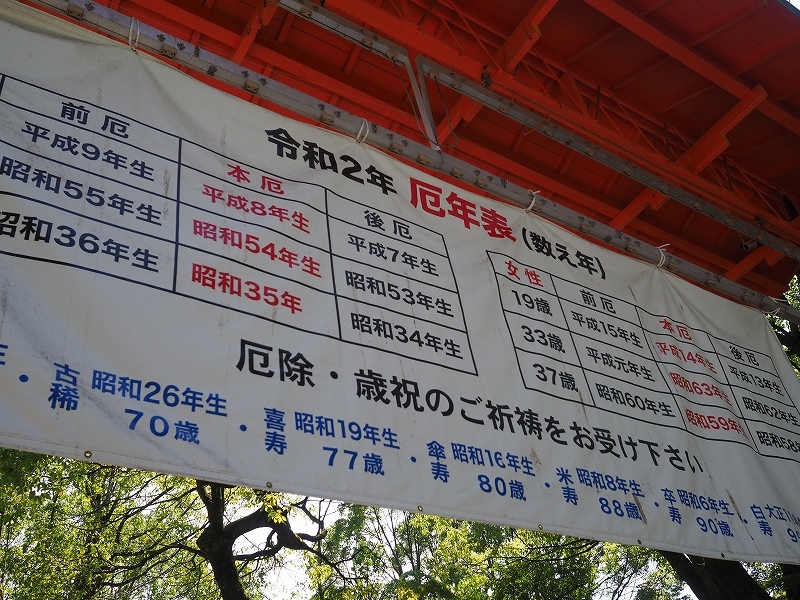 令和2年 厄年表 (数え年)
前厄 本厄 後厄
平成9年生 平成8年生 平成7年生
昭和55年生 昭和54年生 昭和53年生
昭和36年生 昭和35年 昭和34年生
女性 前厄 本厄 後厄
19歳 平成15年生 平成14年生 平成13年生
33歳 平成元年生 昭和63年生 昭和62年生
37歳 昭和60年生 昭和59年生 昭和58年
厄除・歳祝のご祈祷をお受け下さい
・古稀 昭和26年生 70歳
・喜寿 昭和19年生 77歳
・傘寿 昭和16年生 80歳
・米寿 昭和8年生 88歳
・卒寿 昭和6年生 90歳
・白寿 大正11